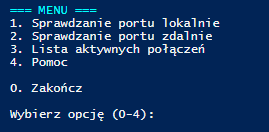 === MENU ===
1. Sprawdzanie portu lokalnie
2. Sprawdzanie portu zdalnie
3. Lista aktywnych połączeń
4. Pomoc
0. Zakończ
Wybierz opcję (0-4):